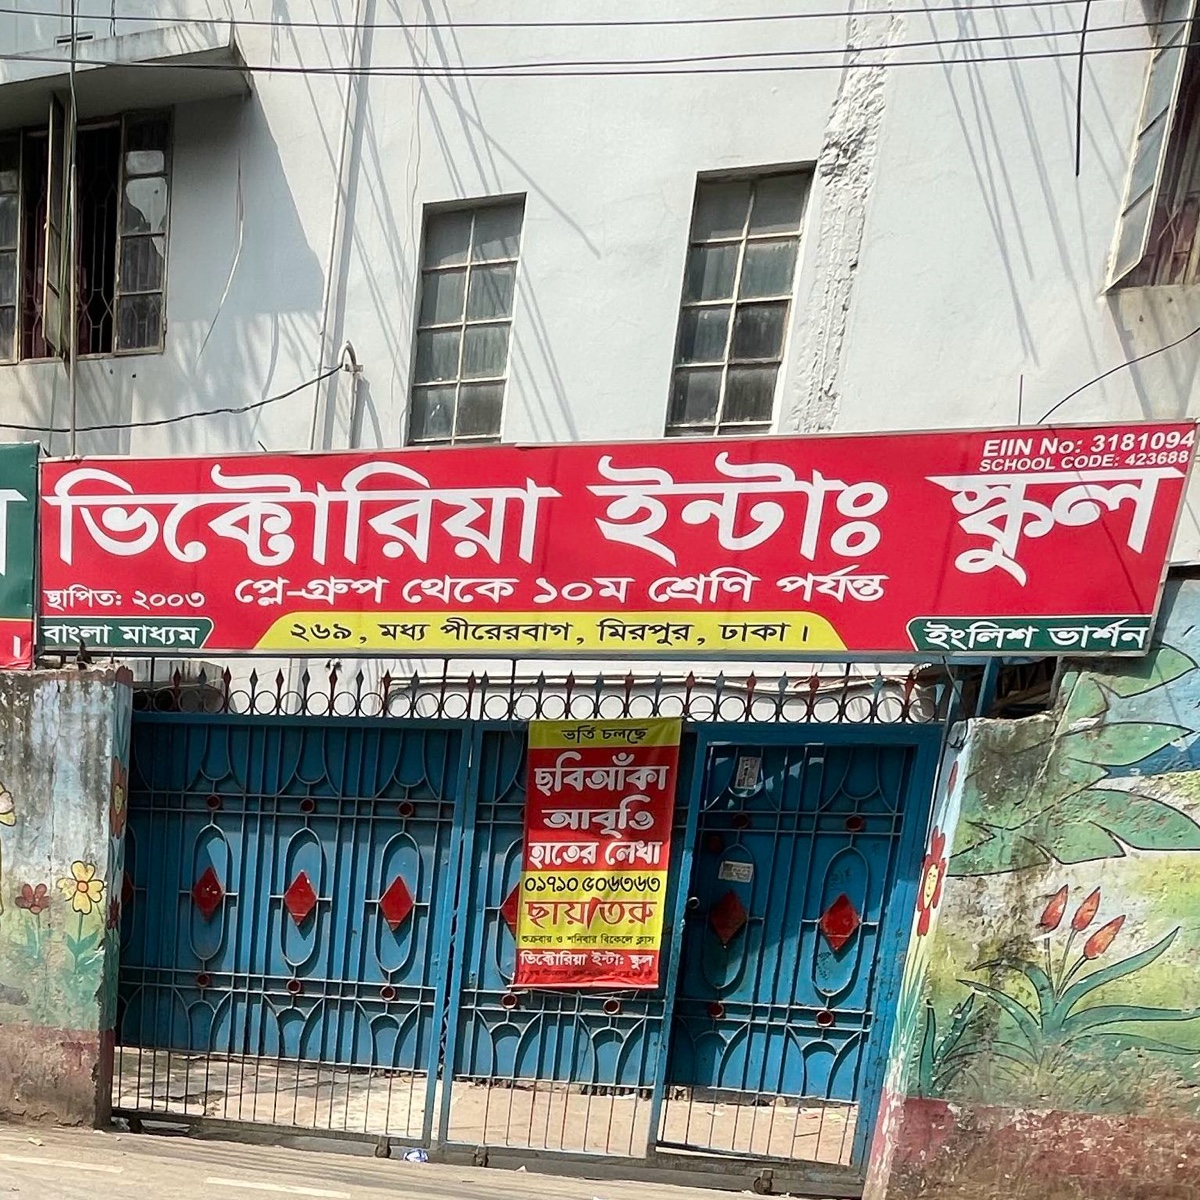 EIIN No: 3181094
SCHOOL CODE: 423688
ভিক্টোরিয়া ইন্টাঃ স্কুল
প্লে-গ্রুপ থেকে ১০ম শ্রেণি পর্যন্ত
স্থাপিত: ২০০৩
বাংলা মাধ্যম
২৬৯, মধ্য পীরেরবাগ, মিরপুর, ঢাকা।
ইংলিশ ভার্শন
ভর্তি চলছে
ছবিআঁকা
আবৃত্তি
হাতের লেখা
০১৭১০ ৫০৬৩৬৩
ছায়াতরু
শুক্রবার ও শনিবার বিকেলে ক্লাস
ভিক্টোরিয়া ইন্টাঃ স্কুল